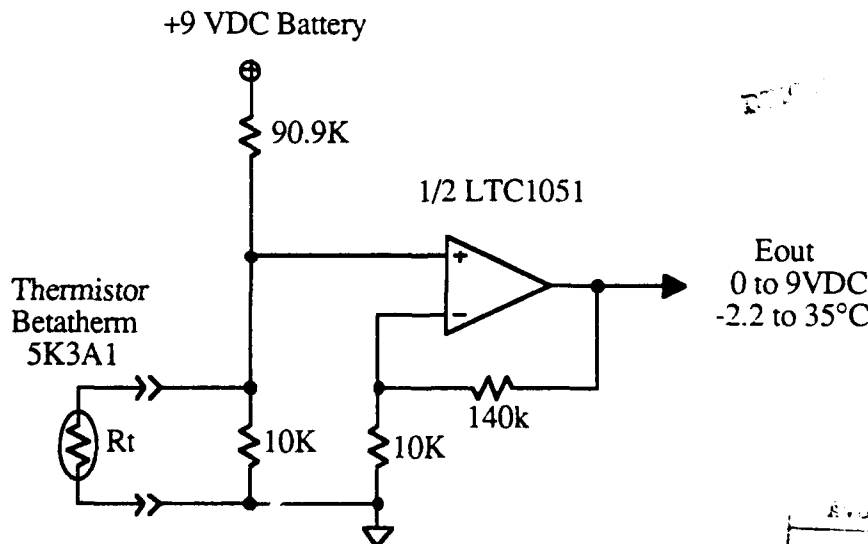 +9 VDC Battery
90.9K
1/2 LTC1051
+
−
Eout
0 to 9VDC
-2.2 to 35°C
Thermistor
Betatherm
5K3A1
Rt
10K
10K
140k